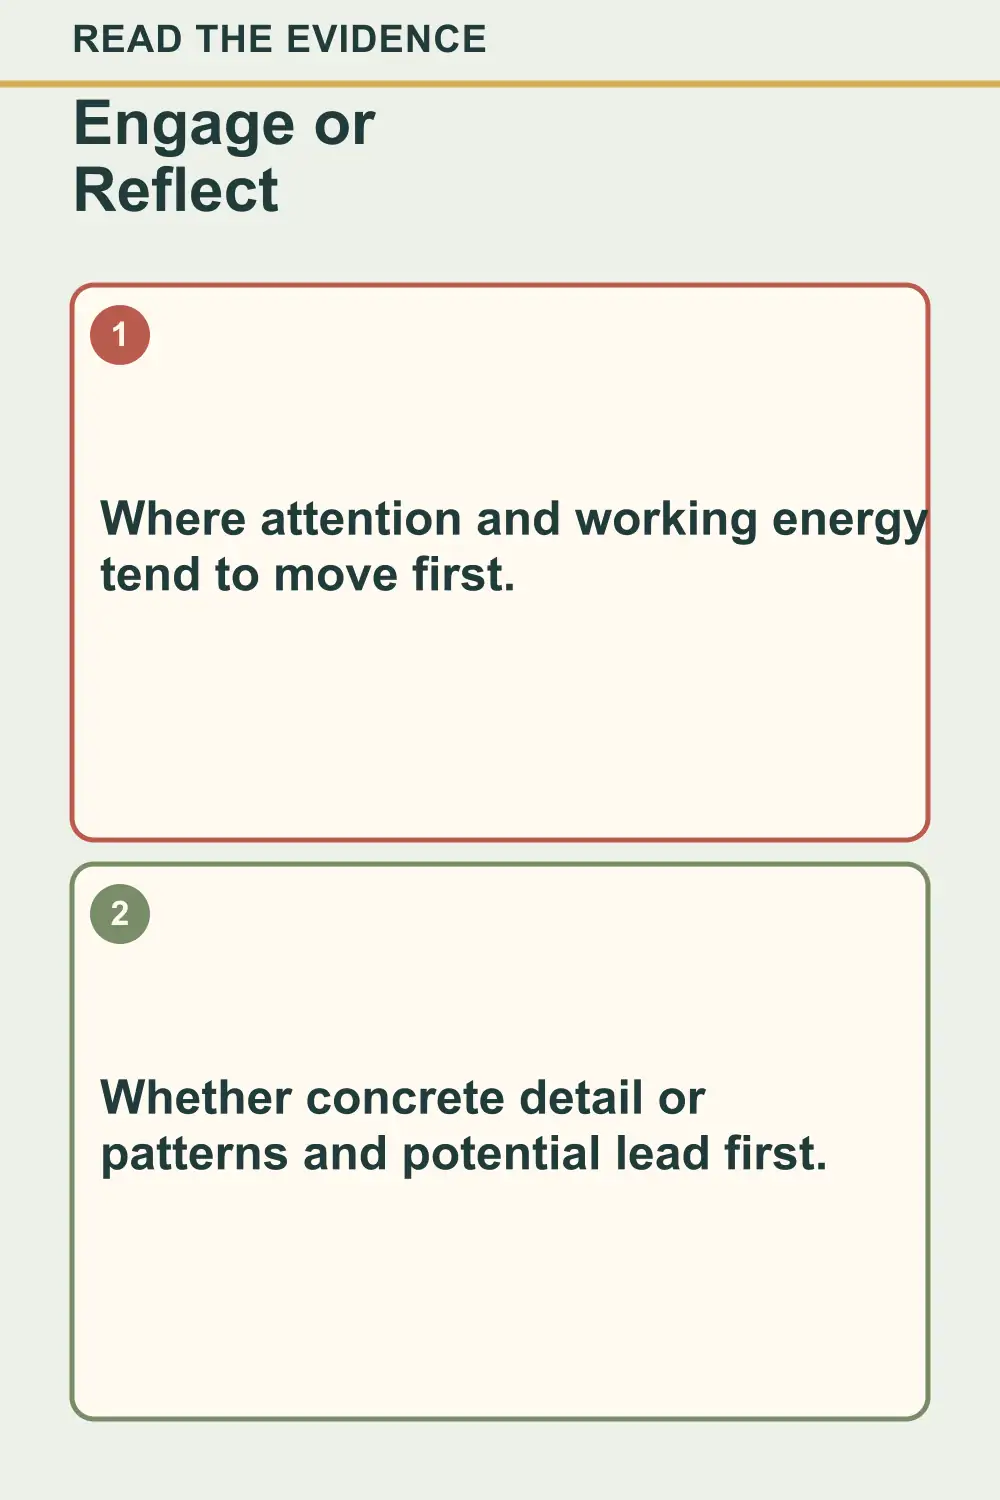 READ THE EVIDENCE
Engage or
Reflect
1
Where attention and working energy
tend to move first.
2
Whether concrete detail or
patterns and potential lead first.